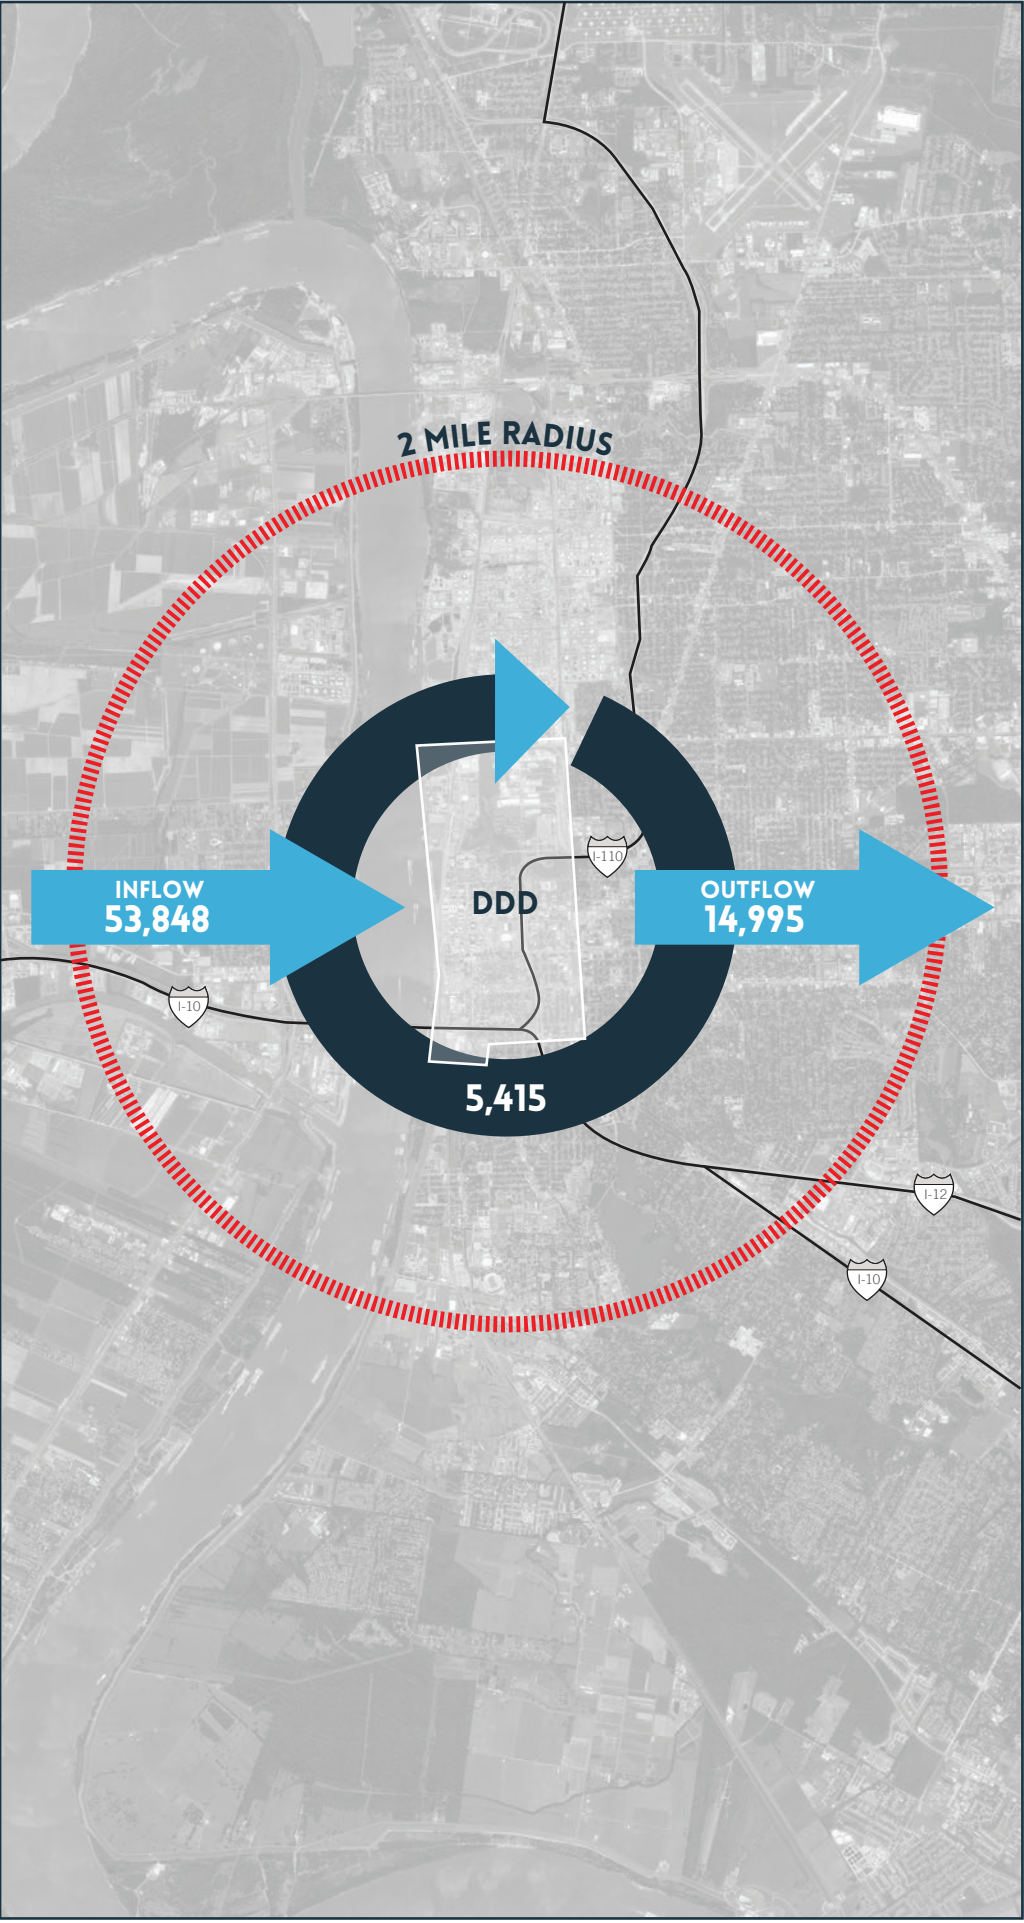 2 MILE RADIUS
I-110
INFLOW
53,848
DDD
OUTFLOW
14,995
I-10
5,415
I-12
I-10